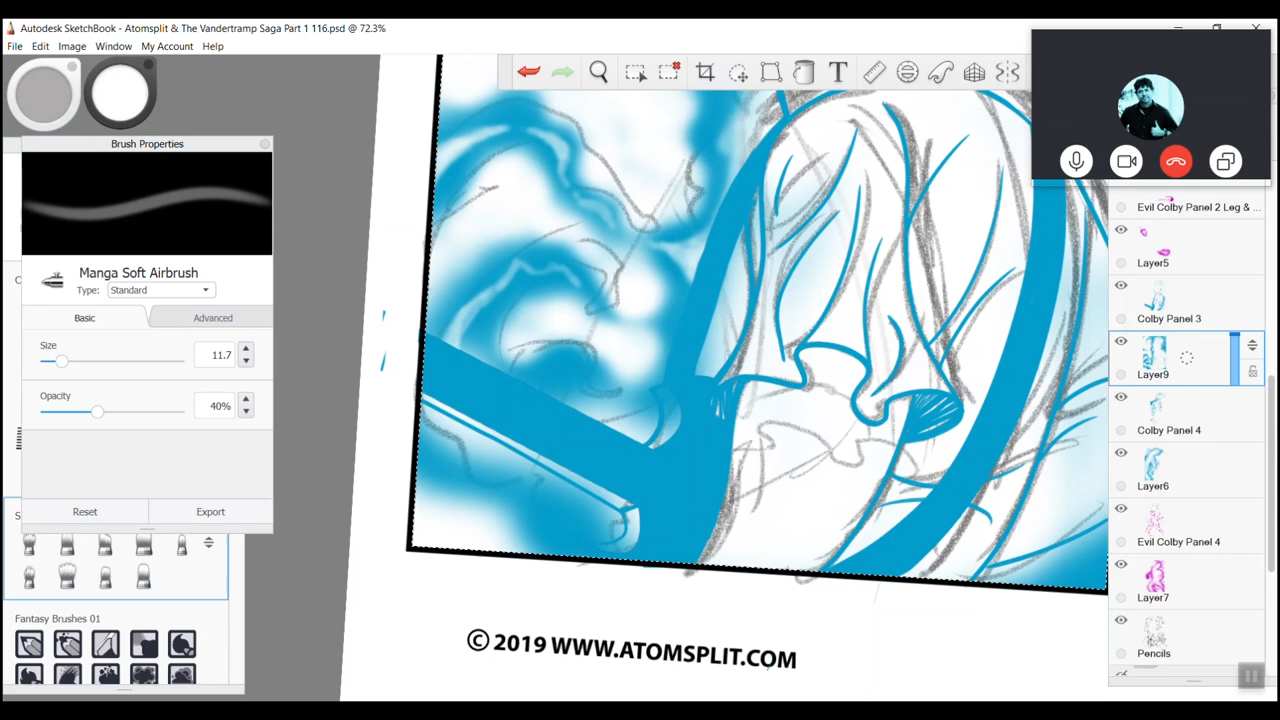 Autodesk SketchBook - Atomsplit & The Vandertramp Saga Part 1 116.psd @ 72.3%
File Edit Image Window My Account Help
Brush Properties
Manga Soft Airbrush
Type: Standard
Basic Advanced
Size
11.7
Opacity
40%
Reset Export
Fantasy Brushes 01
T
Evil Colby Panel 2 Leg & ...
Layer5
Colby Panel 3
Layer9
Colby Panel 4
Layer6
Evil Colby Panel 4
Layer7
Pencils
© 2019 WWW.ATOMSPLIT.COM